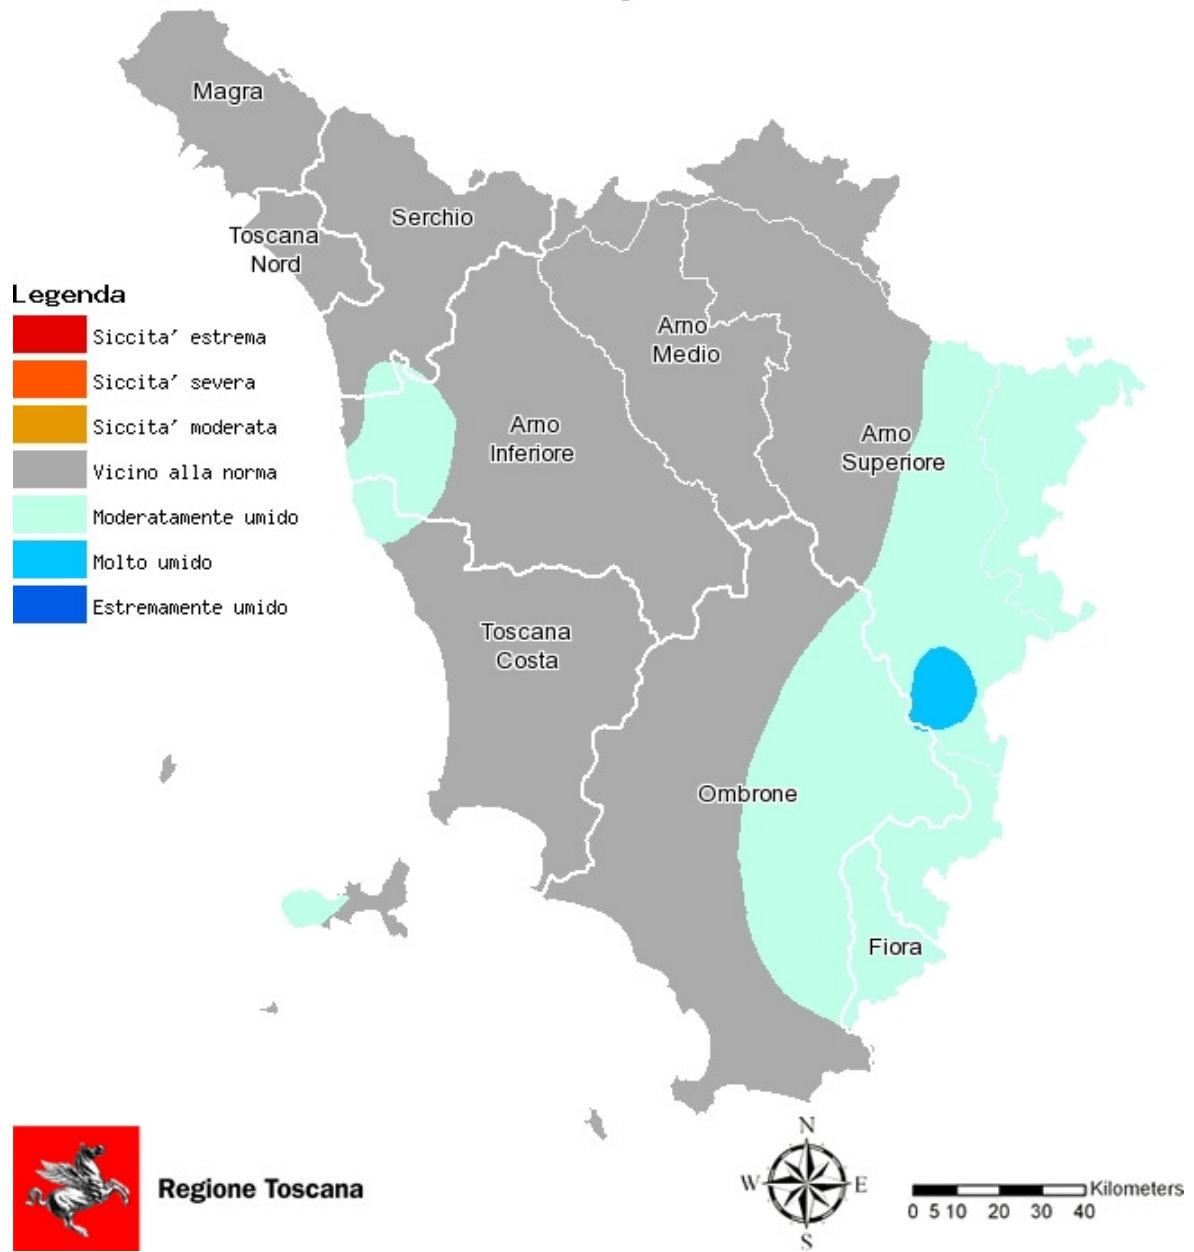 Magra
Serchio
Toscana
Nord
Legenda
Siccita' estrema
Siccita' severa
Siccita' moderata
Vicino alla norma
Moderatamente umido
Molto umido
Estremamente umido
Arno
Medio
Arno
Inferiore
Arno
Superiore
Toscana
Costa
Ombrone
Fiora
Regione Toscana
N
W E
S
Kilometers
0 5 10 20 30 40